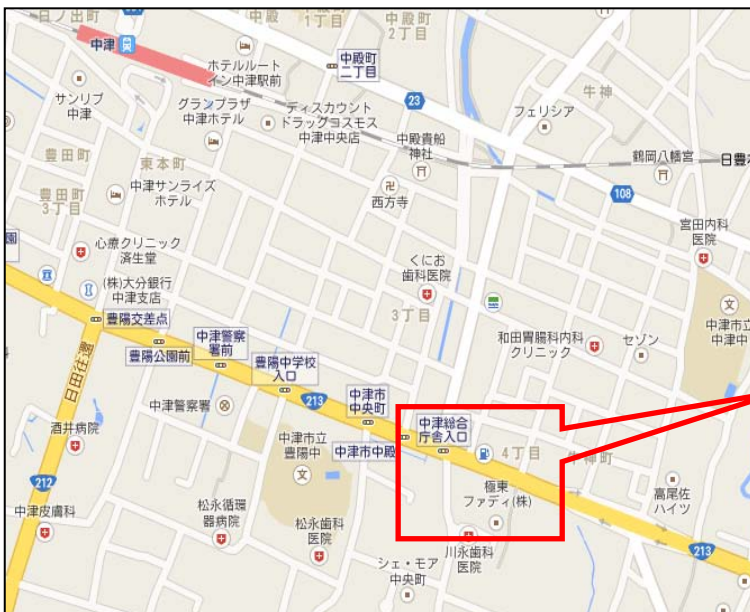 日ノ出町
中殿
中殿町
1丁目
中殿町
2丁目
中津
ホテルルート
イン中津駅前
中殿町
二丁目
牛神
サンリブ
中津
グランプラザ
中津ホテル
ディスカウント
ドラッグコスモス
中津中央店
23
フェリシア
中殿貴船
神社
鶴岡八幡宮
日豊本
豊田町
東本町
豊田町
3丁目
中津サンライズ
ホテル
西方寺
108
宮田内科
医院
園
心療クリニック
済生堂
くにお
歯科医院
(株)大分銀行
中津支店
3丁目
文
中津市立
中津中
豊陽交差点
中津警察
署前
和田胃腸科内科
クリニック
セゾン
豊陽公園前
豊陽中学校
入口
日田往還
213
中津市
中央町
中津警察署
中津総合
庁舎入口
酒井病院
中津市立
豊陽中
文
中津市中殿
4丁目
牛神町
212
極東
ファディ(株)
高尾佐
ハイツ
中津皮膚科
松永循環
器病院
松永歯科
医院
川永歯科
医院
213
シェ・モア
中央町